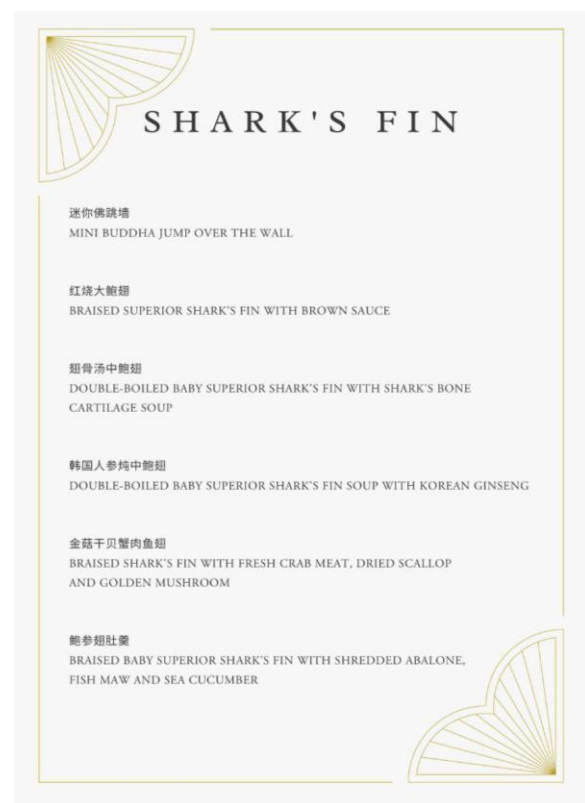 SHARK'S FIN
迷你佛跳墙
MINI BUDDHA JUMP OVER THE WALL
红烧大鲍翅
BRAISED SUPERIOR SHARK'S FIN WITH BROWN SAUCE
翅骨汤中鲍翅
DOUBLE-BOILED BABY SUPERIOR SHARK'S FIN WITH SHARK'S BONE
CARTILAGE SOUP
韩国人参炖中鲍翅
DOUBLE-BOILED BABY SUPERIOR SHARK'S FIN SOUP WITH KOREAN GINSENG
金菇干贝蟹肉鱼翅
BRAISED SHARK'S FIN WITH FRESH CRAB MEAT, DRIED SCALLOP
AND GOLDEN MUSHROOM
鲍参翅肚羹
BRAISED BABY SUPERIOR SHARK'S FIN WITH SHREDDED ABALONE,
FISH MAW AND SEA CUCUMBER